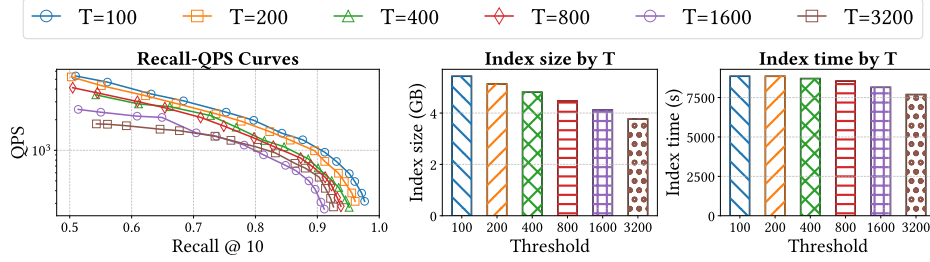 T=100 T=200 T=400 T=800 T=1600 T=3200
Recall-QPS Curves
QPS
10³
0.5 0.6 0.7 0.8 0.9 1.0
Recall @ 10
Index size by T
Index size (GB)
4
2
0
100 200 400 800 1600 3200
Threshold
Index time by T
Index time (s)
7500
5000
2500
0
100 200 400 800 1600 3200
Threshold